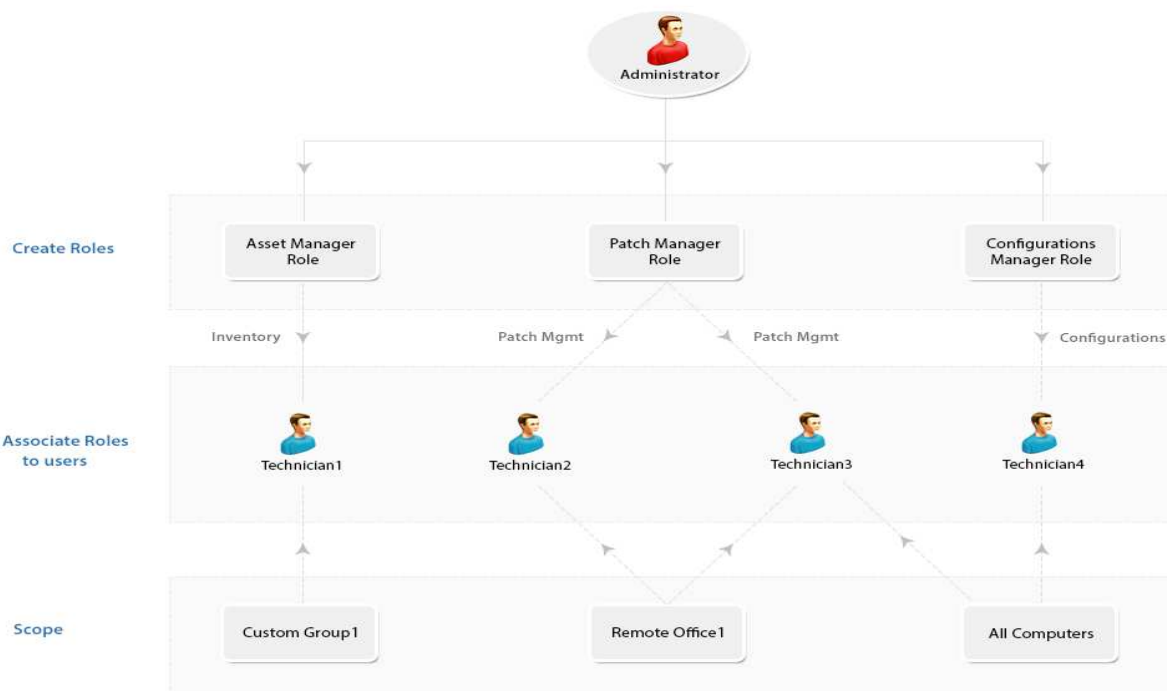 Administrator
Create Roles
Asset Manager
Role
Patch Manager
Role
Configurations
Manager Role
Inventory
Patch Mgmt
Patch Mgmt
Configurations
Associate Roles
to users
Technician1
Technician2
Technician3
Technician4
Scope
Custom Group1
Remote Office1
All Computers